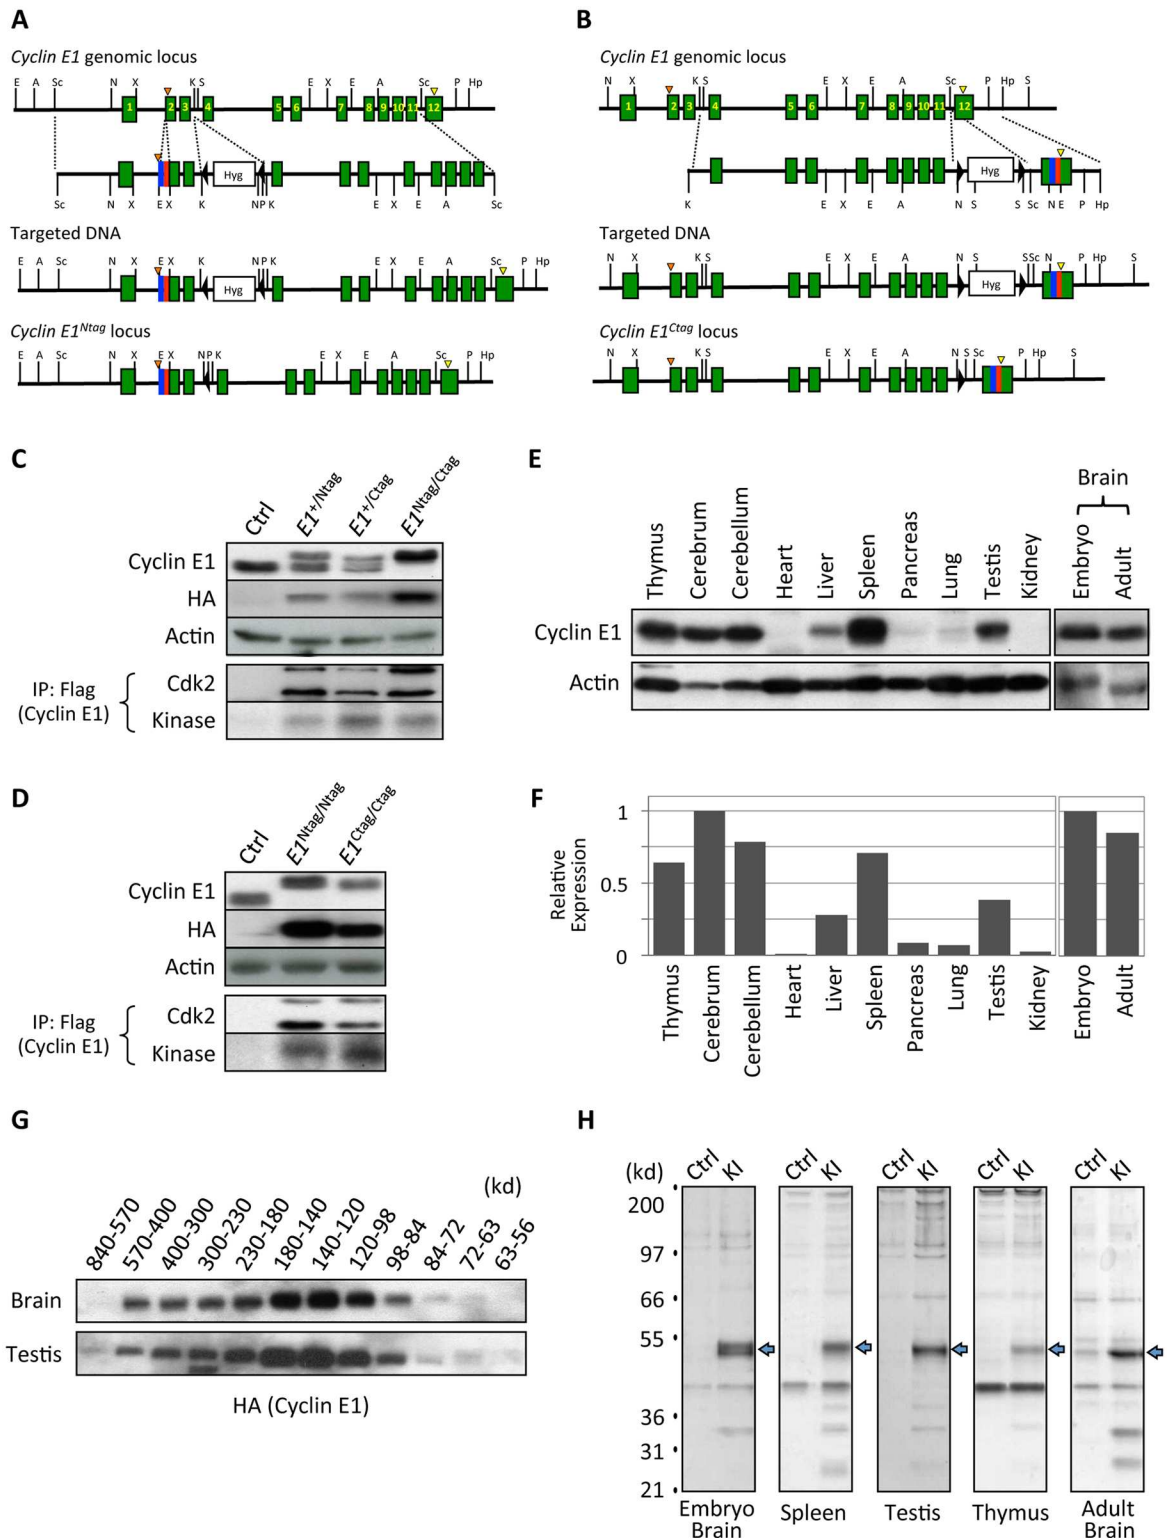 A
Cyclin E1 genomic locus
E A Sc N X K S E X E A Sc P Hp
1 2 3 4 5 6 7 8 9 10 11 12
Hyg
Sc N X E X K N P K E X E A Sc
Targeted DNA
E A Sc N X E X K N P K E X E A Sc P Hp
Hyg
Cyclin E1Ntag locus
E A Sc N X E X N P K E X E A Sc P Hp
B
Cyclin E1 genomic locus
N X K S E X E A Sc P Hp S
1 2 3 4 5 6 7 8 9 10 11 12
Hyg
K E X E A N S S Sc N E P Hp
Targeted DNA
N X K S E X E A N S S Sc N P Hp S
Hyg
Cyclin E1Ctag locus
N X K S E X E A N S Sc P Hp S
C
Ctrl E1+/Ntag E1+/Ctag E1Ntag/Ctag
Cyclin E1
HA
Actin
IP: Flag
(Cyclin E1)
Cdk2
Kinase
D
Ctrl E1Ntag/Ntag E1Ctag/Ctag
Cyclin E1
HA
Actin
IP: Flag
(Cyclin E1)
Cdk2
Kinase
E
Brain
Thymus Cerebrum Cerebellum Heart Liver Spleen Pancreas Lung Testis Kidney Embryo Adult
Cyclin E1
Actin
F
Relative
Expression
1
0.5
0
Thymus Cerebrum Cerebellum Heart Liver Spleen Pancreas Lung Testis Kidney Embryo Adult
G
(kd)
840-570 570-400 400-300 300-230 230-180 180-140 140-120 120-98 98-84 84-72 72-63 63-56
Brain
Testis
HA (Cyclin E1)
H
(kd)
Ctrl KI Ctrl KI Ctrl KI Ctrl KI Ctrl KI
200
97
66
55
36
31
21
Embryo
Brain
Spleen
Testis
Thymus
Adult
Brain